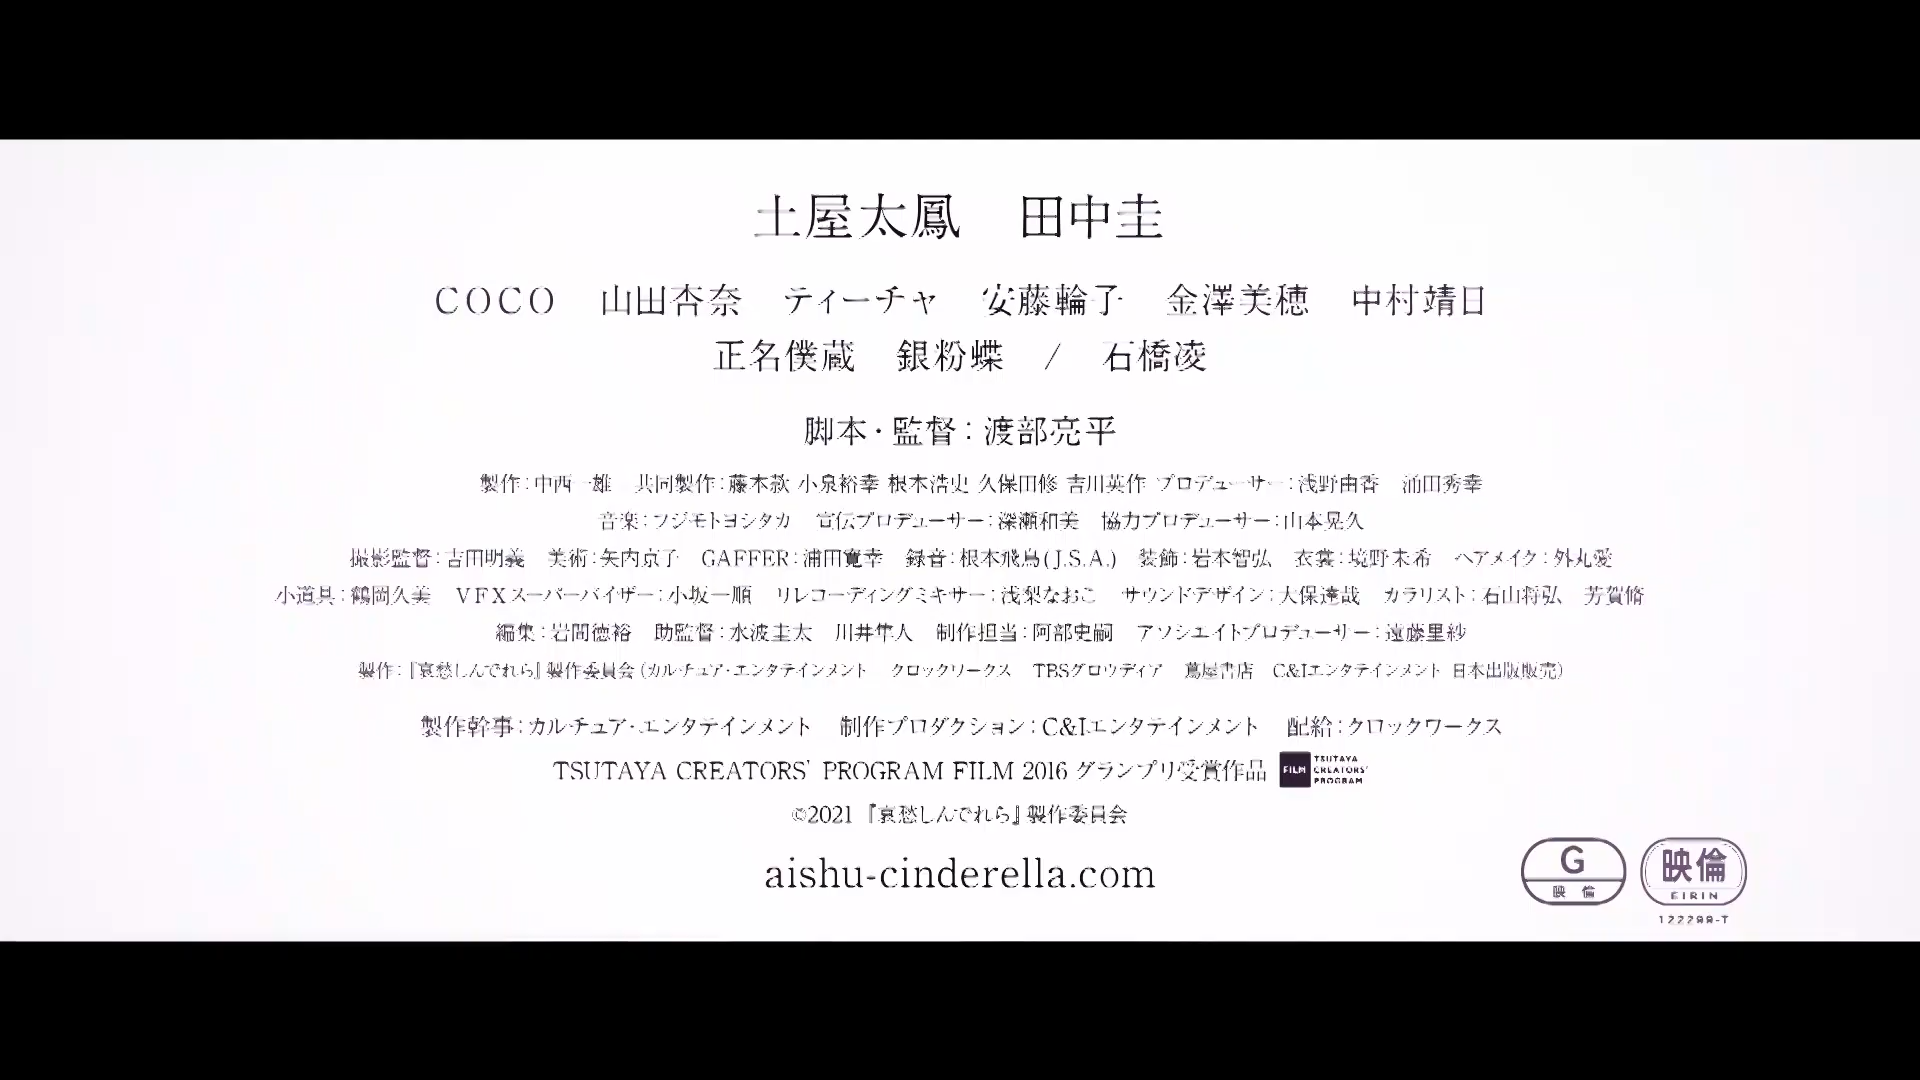 土屋太鳳　田中圭
COCO　山田杏奈　ティーチャ　安藤輪子　金澤美穂　中村靖日
正名僕蔵　銀粉蝶　/　石橋凌
脚本・監督：渡部亮平
製作：中西一雄　共同製作：藤本款 小泉裕幸 根本浩史 久保田修 吉川英作 プロデューサー：浅野由香　涌田秀幸
音楽：フジモトヨシタカ　宣伝プロデューサー：深瀬和美　協力プロデューサー：山本晃久
撮影監督：吉田明義　美術：矢内京子　GAFFER：浦田寛幸　録音：根本飛鳥(J.S.A.)　装飾：岩本智弘　衣裳：境野未希　ヘアメイク：外丸愛
小道具：鶴岡久美　VFXスーパーバイザー：小坂一順　リレコーディングミキサー：浅梨なおこ　サウンドデザイン：大保達哉　カラリスト：石山将弘　芳賀脩
編集：岩間徳裕　助監督：水波圭太　川井隼人　制作担当：阿部史嗣　アソシエイトプロデューサー：遠藤里紗
製作：『哀愁しんでれら』製作委員会（カルチュア・エンタテインメント　クロックワークス　TBSグロウディア　蔦屋書店　C&Iエンタテインメント 日本出版販売）
製作幹事：カルチュア・エンタテインメント　制作プロダクション：C&Iエンタテインメント　配給：クロックワークス
TSUTAYA CREATORS' PROGRAM FILM 2016 グランプリ受賞作品 FILM TSUTAYA CREATORS' PROGRAM
©2021『哀愁しんでれら』製作委員会
aishu-cinderella.com
G 映倫
映倫 EIRIN
122299-T